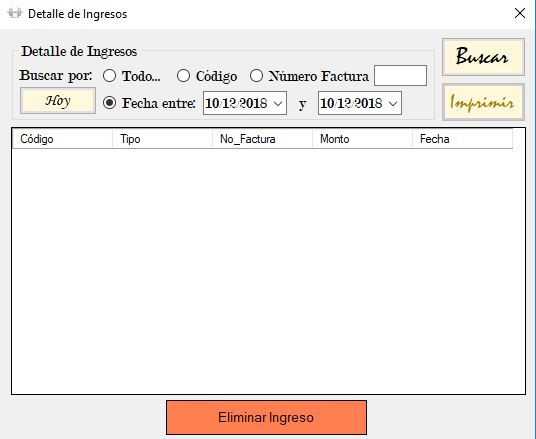 Detalle de Ingresos
Detalle de Ingresos
Buscar por: Todo... Código Número Factura
Hoy Fecha entre: 10/12/2018 y 10/12/2018
Buscar
Imprimir
Código Tipo No_Factura Monto Fecha
Eliminar Ingreso